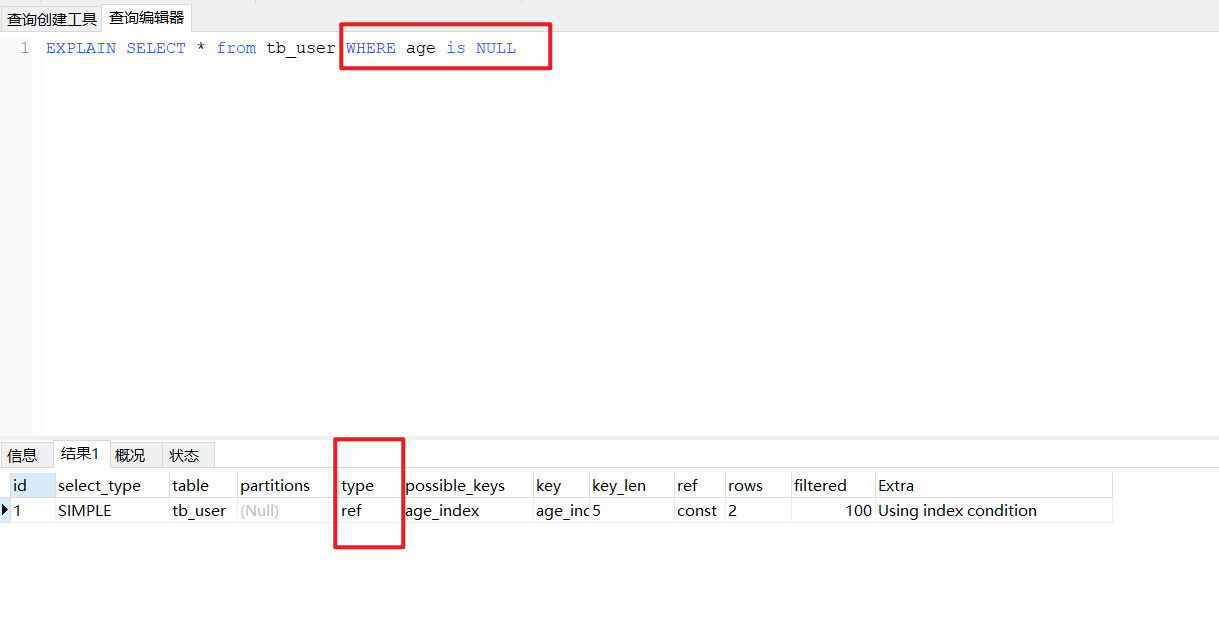 查询创建工具 查询编辑器
1 EXPLAIN SELECT * from tb_user WHERE age is NULL
信息 结果1 概况 状态
id select_type table partitions type possible_keys key key_len ref rows filtered Extra
1 SIMPLE tb_user (Null) ref age_index age_inc 5 const 2 100 Using index condition